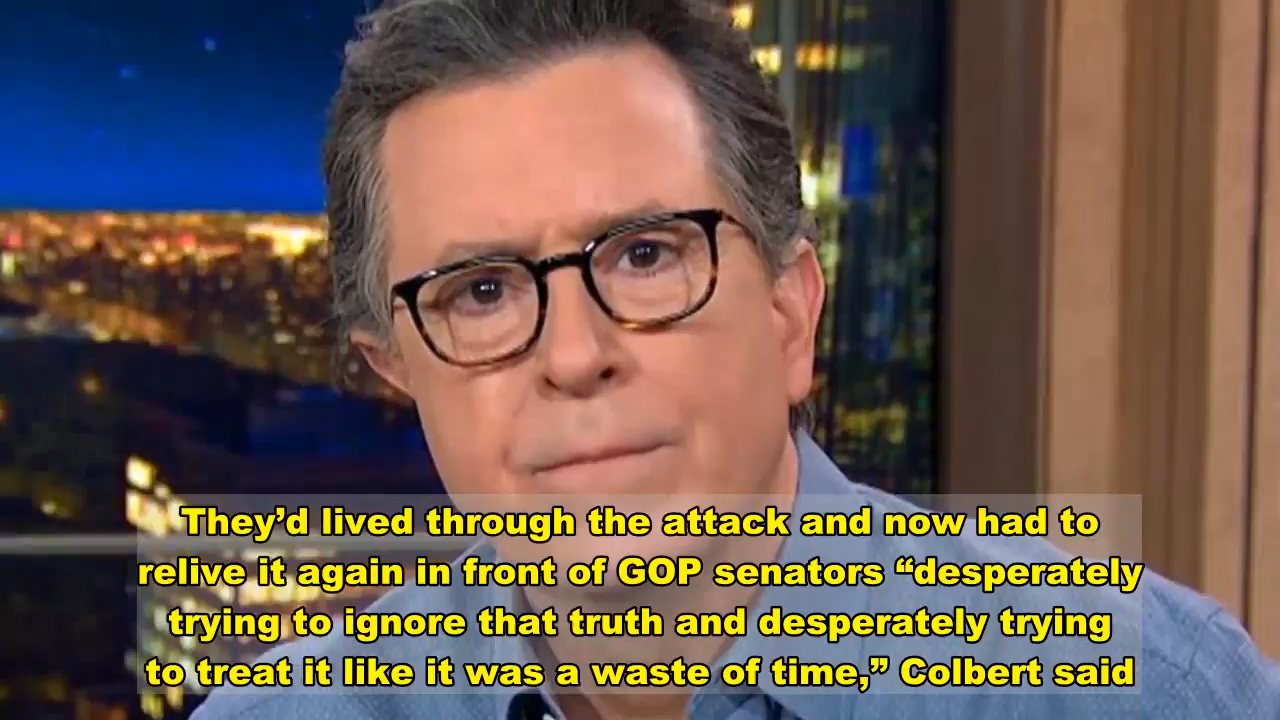 They’d lived through the attack and now had to
relive it again in front of GOP senators “desperately
trying to ignore that truth and desperately trying
to treat it like it was a waste of time,” Colbert said